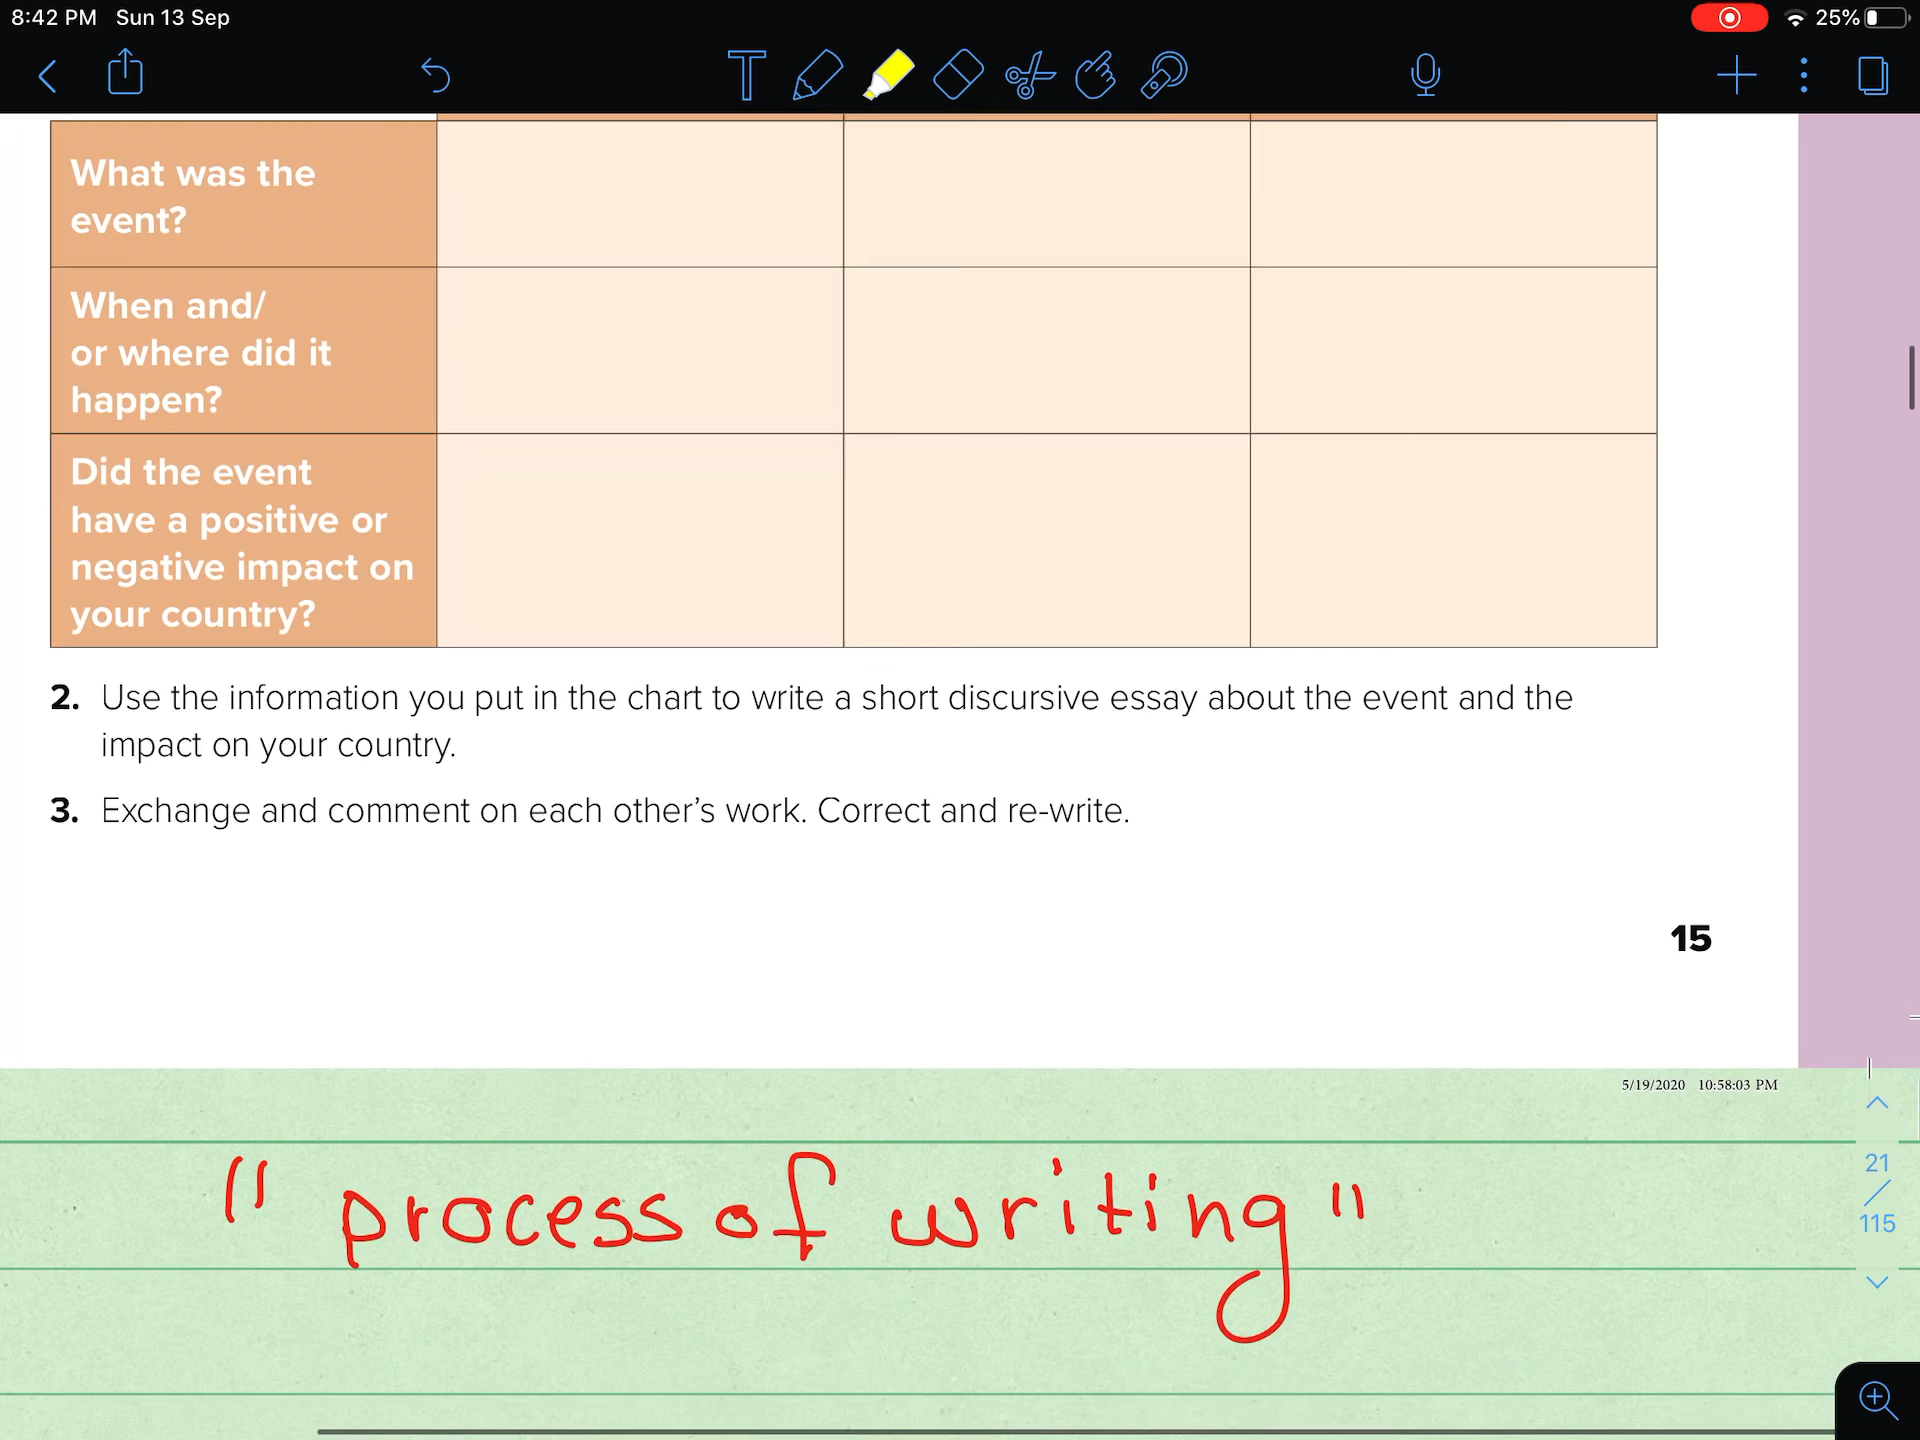 8:42 PM Sun 13 Sep
25%
What was the
event?
When and/
or where did it
happen?
Did the event
have a positive or
negative impact on
your country?
2. Use the information you put in the chart to write a short discursive essay about the event and the
impact on your country.
3. Exchange and comment on each other’s work. Correct and re-write.
15
5/19/2020 10:58:03 PM
21
/
115
" process of writing "